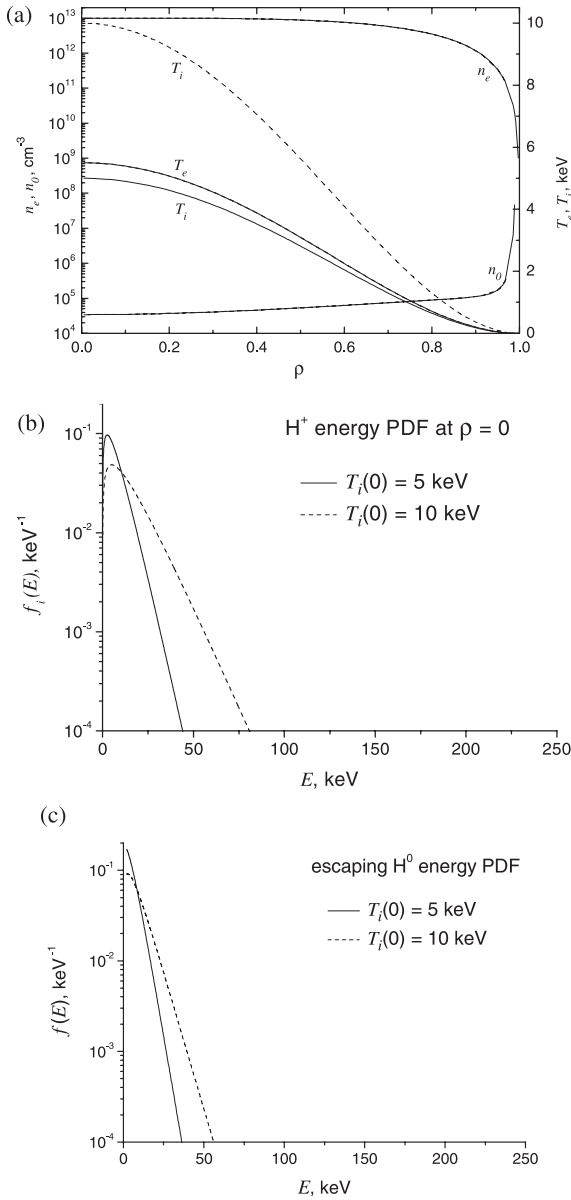 (a)
10^13
10^12
10^11
10^10
10^9
10^8
10^7
10^6
10^5
10^4
n_e, n_0, cm^-3
T_i
T_e
T_i
n_e
n_0
10
8
6
4
2
0
T_e, T_i, keV
0.0 0.2 0.4 0.6 0.8 1.0
ρ
(b)
H^+ energy PDF at ρ = 0
T_i(0) = 5 keV
T_i(0) = 10 keV
10^-1
10^-2
10^-3
10^-4
f_i(E), keV^-1
0 50 100 150 200 250
E, keV
(c)
escaping H^0 energy PDF
T_i(0) = 5 keV
T_i(0) = 10 keV
10^-1
10^-2
10^-3
10^-4
f(E), keV^-1
0 50 100 150 200 250
E, keV